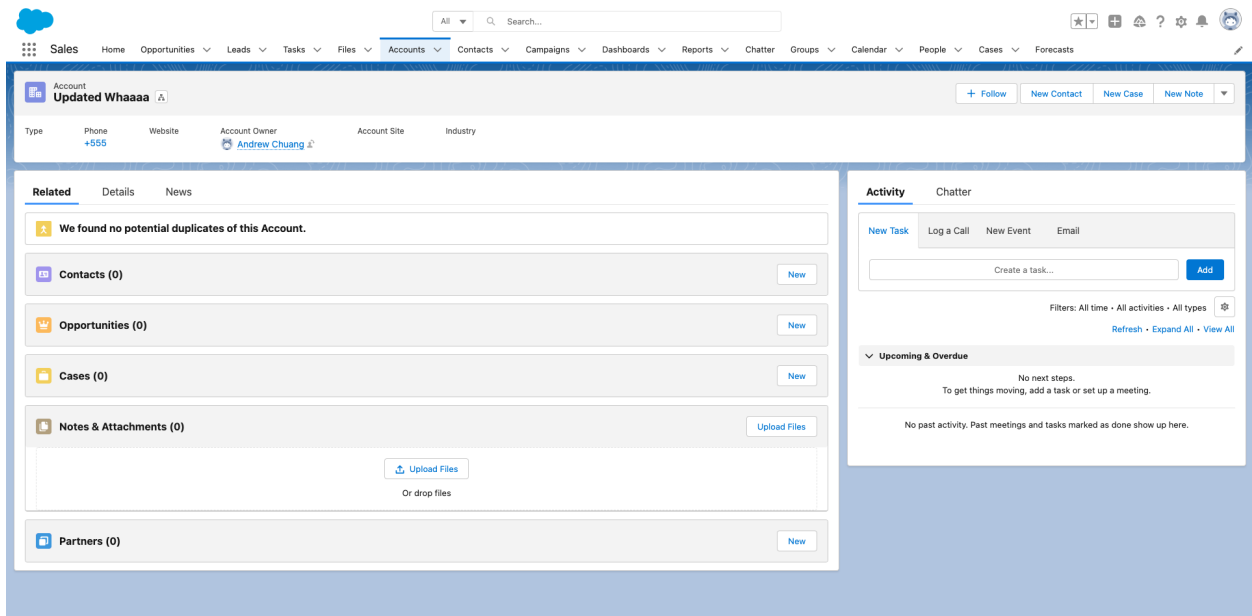 All
Search...
Sales Home Opportunities Leads Tasks Files Accounts Contacts Campaigns Dashboards Reports Chatter Groups Calendar People Cases Forecasts
Account
Updated Whaaaa
+ Follow New Contact New Case New Note
Type Phone Website Account Owner Account Site Industry
+555 Andrew Chuang
Related Details News
We found no potential duplicates of this Account.
Contacts (0) New
Opportunities (0) New
Cases (0) New
Notes & Attachments (0) Upload Files
Upload Files
Or drop files
Partners (0) New
Activity Chatter
New Task Log a Call New Event Email
Create a task... Add
Filters: All time • All activities • All types
Refresh • Expand All • View All
Upcoming & Overdue
No next steps.
To get things moving, add a task or set up a meeting.
No past activity. Past meetings and tasks marked as done show up here.